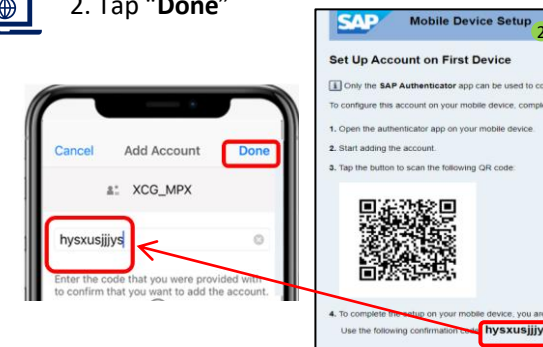 2. Tap "Done"
Cancel Add Account Done
XCG_MPX
hysxusjjjys
Enter the code that you were provided with
to confirm that you want to add the account.
SAP Mobile Device Setup
2
Set Up Account on First Device
i Only the SAP Authenticator app can be used to
To configure this account on your mobile device,
1. Open the authenticator app on your mobile device.
2. Start adding the account.
3. Tap the button to scan the following QR code:
4. To complete the setup on your mobile device, you are
Use the following confirmation code: hysxusjjjy